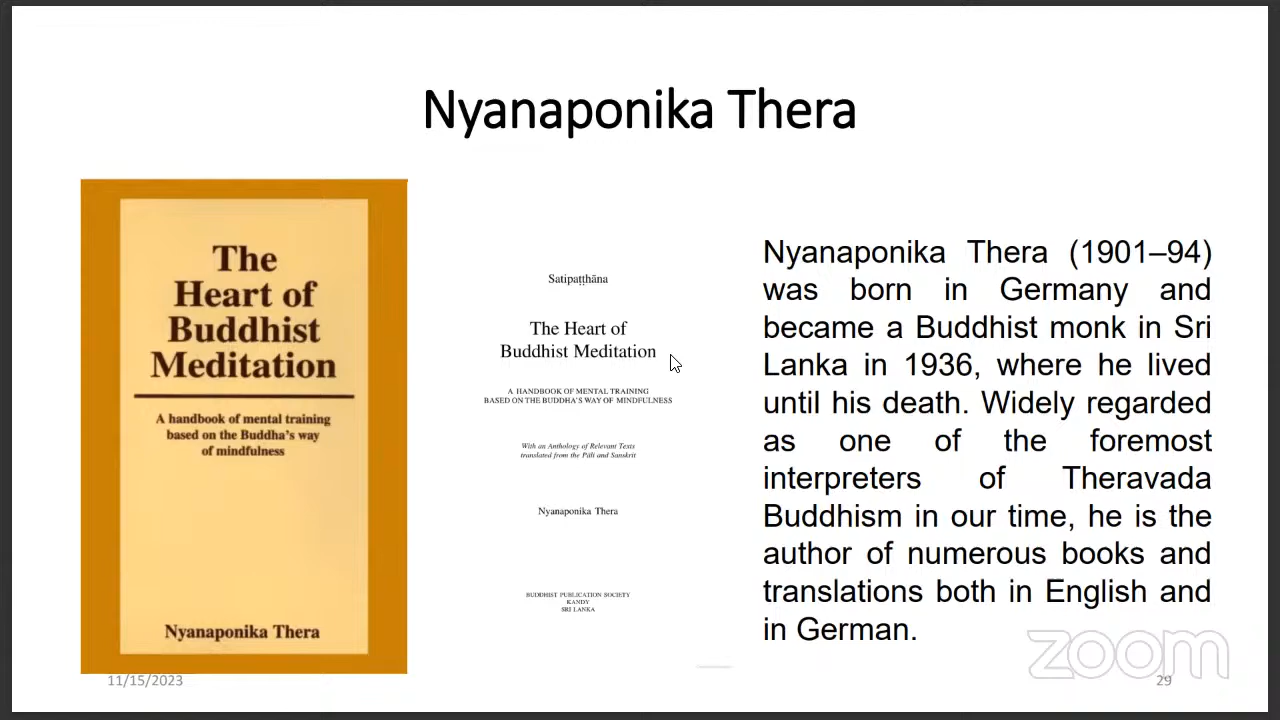 Nyanaponika Thera
The
Heart of
Buddhist
Meditation
A handbook of mental training
based on the Buddha's way
of mindfulness
Nyanaponika Thera
Satipaṭṭhāna
The Heart of
Buddhist Meditation
A HANDBOOK OF MENTAL TRAINING
BASED ON THE BUDDHA'S WAY OF MINDFULNESS
With an Anthology of Relevant Texts
translated from the Pāli and Sanskrit
Nyanaponika Thera
BUDDHIST PUBLICATION SOCIETY
KANDY
SRI LANKA
Nyanaponika Thera (1901–94)
was born in Germany and
became a Buddhist monk in Sri
Lanka in 1936, where he lived
until his death. Widely regarded
as one of the foremost
interpreters of Theravada
Buddhism in our time, he is the
author of numerous books and
translations both in English and
in German.
11/15/2023
29
zoom